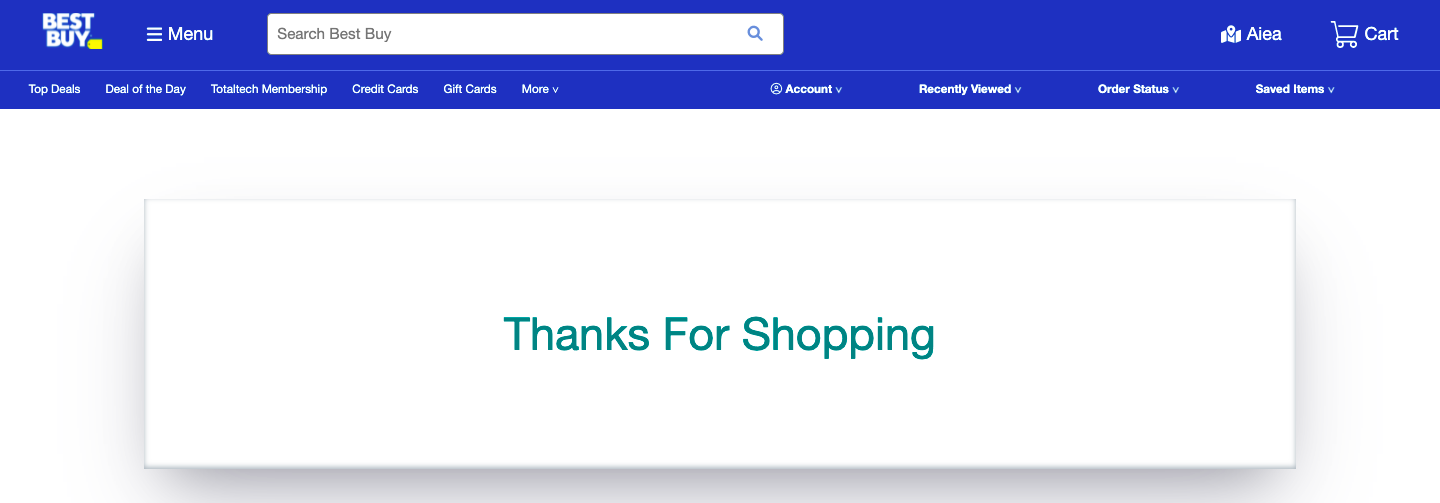 BEST
BUY
Menu
Search Best Buy
Aiea
Cart
Top Deals
Deal of the Day
Totaltech Membership
Credit Cards
Gift Cards
More
Account
Recently Viewed
Order Status
Saved Items
Thanks For Shopping